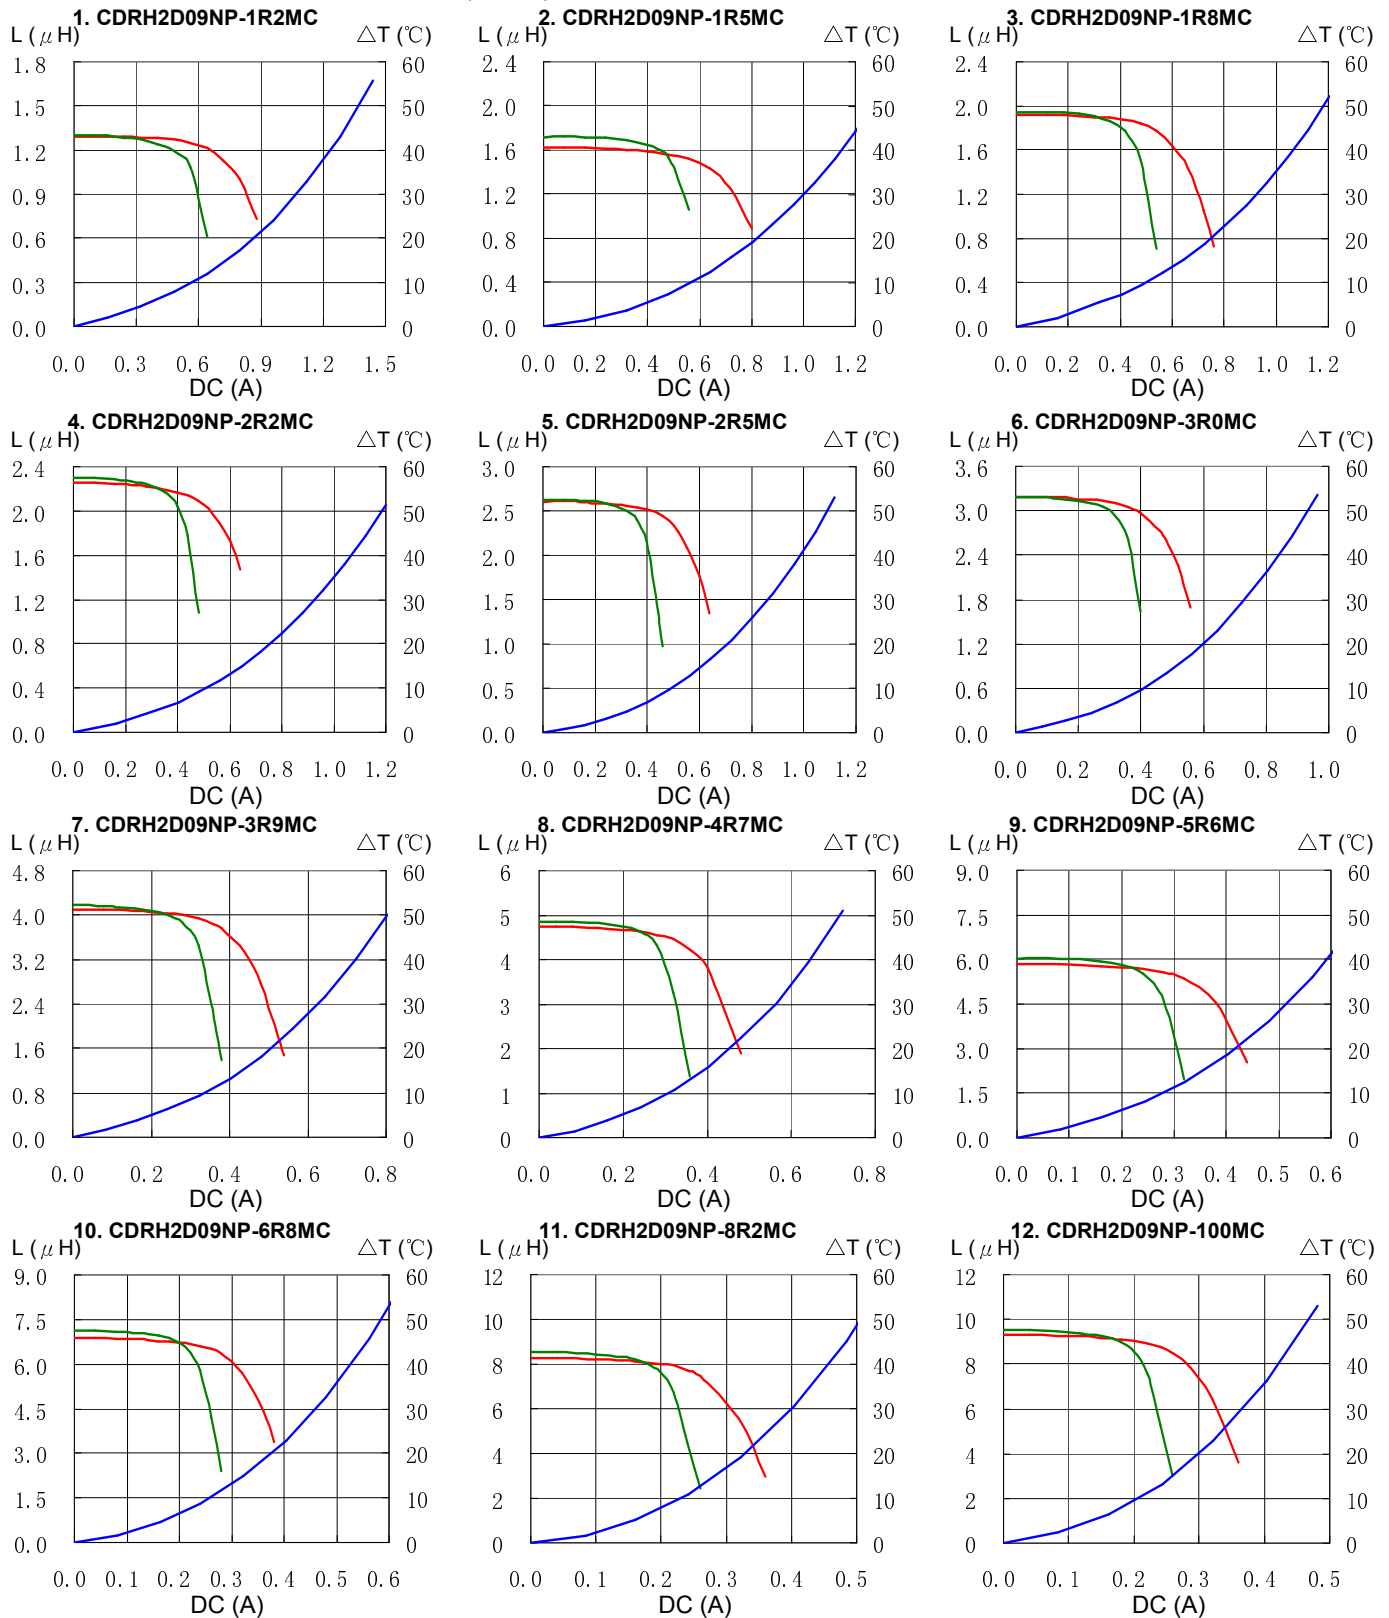 1. CDRH2D09NP-1R2MC 2. CDRH2D09NP-1R5MC 3. CDRH2D09NP-1R8MC
L (μH) △T (℃) L (μH) △T (℃) L (μH) △T (℃)
1.8 60 2.4 60 2.4 60
1.5 50 2.0 50 2.0 50
1.2 40 1.6 40 1.6 40
0.9 30 1.2 30 1.2 30
0.6 20 0.8 20 0.8 20
0.3 10 0.4 10 0.4 10
0.0 0 0.0 0 0.0 0
0.0 0.3 0.6 0.9 1.2 1.5 0.0 0.2 0.4 0.6 0.8 1.0 1.2 0.0 0.2 0.4 0.6 0.8 1.0 1.2
DC (A) DC (A) DC (A)
4. CDRH2D09NP-2R2MC 5. CDRH2D09NP-2R5MC 6. CDRH2D09NP-3R0MC
L (μH) △T (℃) L (μH) △T (℃) L (μH) △T (℃)
2.4 60 3.0 60 3.6 60
2.0 50 2.5 50 3.0 50
1.6 40 2.0 40 2.4 40
1.2 30 1.5 30 1.8 30
0.8 20 1.0 20 1.2 20
0.4 10 0.5 10 0.6 10
0.0 0 0.0 0 0.0 0
0.0 0.2 0.4 0.6 0.8 1.0 1.2 0.0 0.2 0.4 0.6 0.8 1.0 1.2 0.0 0.2 0.4 0.6 0.8 1.0
DC (A) DC (A) DC (A)
7. CDRH2D09NP-3R9MC 8. CDRH2D09NP-4R7MC 9. CDRH2D09NP-5R6MC
L (μH) △T (℃) L (μH) △T (℃) L (μH) △T (℃)
4.8 60 6 60 9.0 60
4.0 50 5 50 7.5 50
3.2 40 4 40 6.0 40
2.4 30 3 30 4.5 30
1.6 20 2 20 3.0 20
0.8 10 1 10 1.5 10
0.0 0 0 0 0.0 0
0.0 0.2 0.4 0.6 0.8 0.0 0.2 0.4 0.6 0.8 0.0 0.1 0.2 0.3 0.4 0.5 0.6
DC (A) DC (A) DC (A)
10. CDRH2D09NP-6R8MC 11. CDRH2D09NP-8R2MC 12. CDRH2D09NP-100MC
L (μH) △T (℃) L (μH) △T (℃) L (μH) △T (℃)
9.0 60 12 60 12 60
7.5 50 10 50 10 50
6.0 40 8 40 8 40
4.5 30 6 30 6 30
3.0 20 4 20 4 20
1.5 10 2 10 2 10
0.0 0 0 0 0 0
0.0 0.1 0.2 0.3 0.4 0.5 0.6 0.0 0.1 0.2 0.3 0.4 0.5 0.0 0.1 0.2 0.3 0.4 0.5
DC (A) DC (A) DC (A)